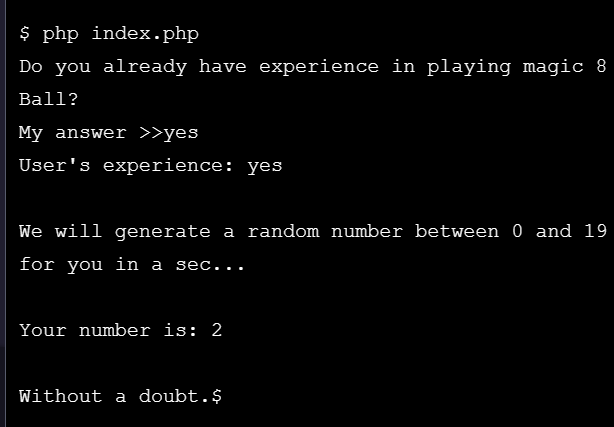 $ php index.php
Do you already have experience in playing magic 8
Ball?
My answer >>yes
User's experience: yes
We will generate a random number between 0 and 19
for you in a sec...
Your number is: 2
Without a doubt.$